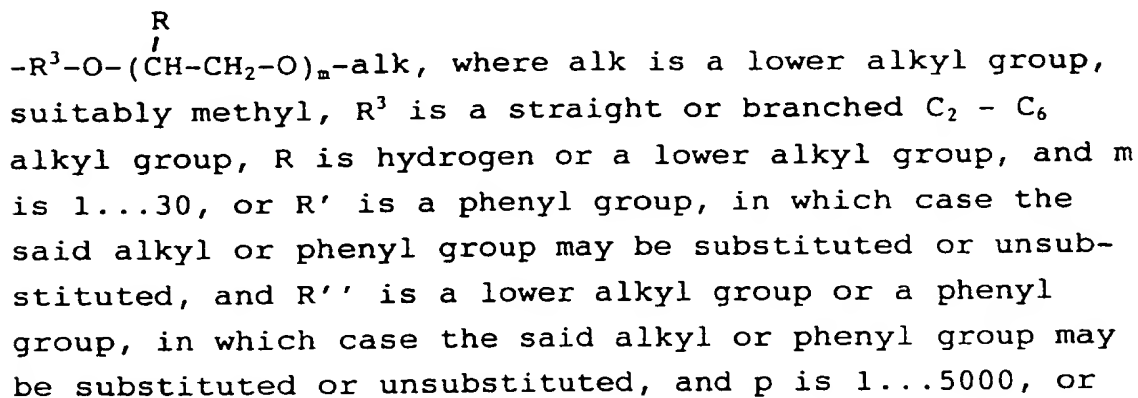 R
-R³-O-(CH-CH₂-O)ₘ-alk, where alk is a lower alkyl group,
suitably methyl, R³ is a straight or branched C₂ - C₆
alkyl group, R is hydrogen or a lower alkyl group, and m
is 1...30, or R' is a phenyl group, in which case the
said alkyl or phenyl group may be substituted or unsub-
stituted, and R'' is a lower alkyl group or a phenyl
group, in which case the said alkyl or phenyl group may
be substituted or unsubstituted, and p is 1...5000, or